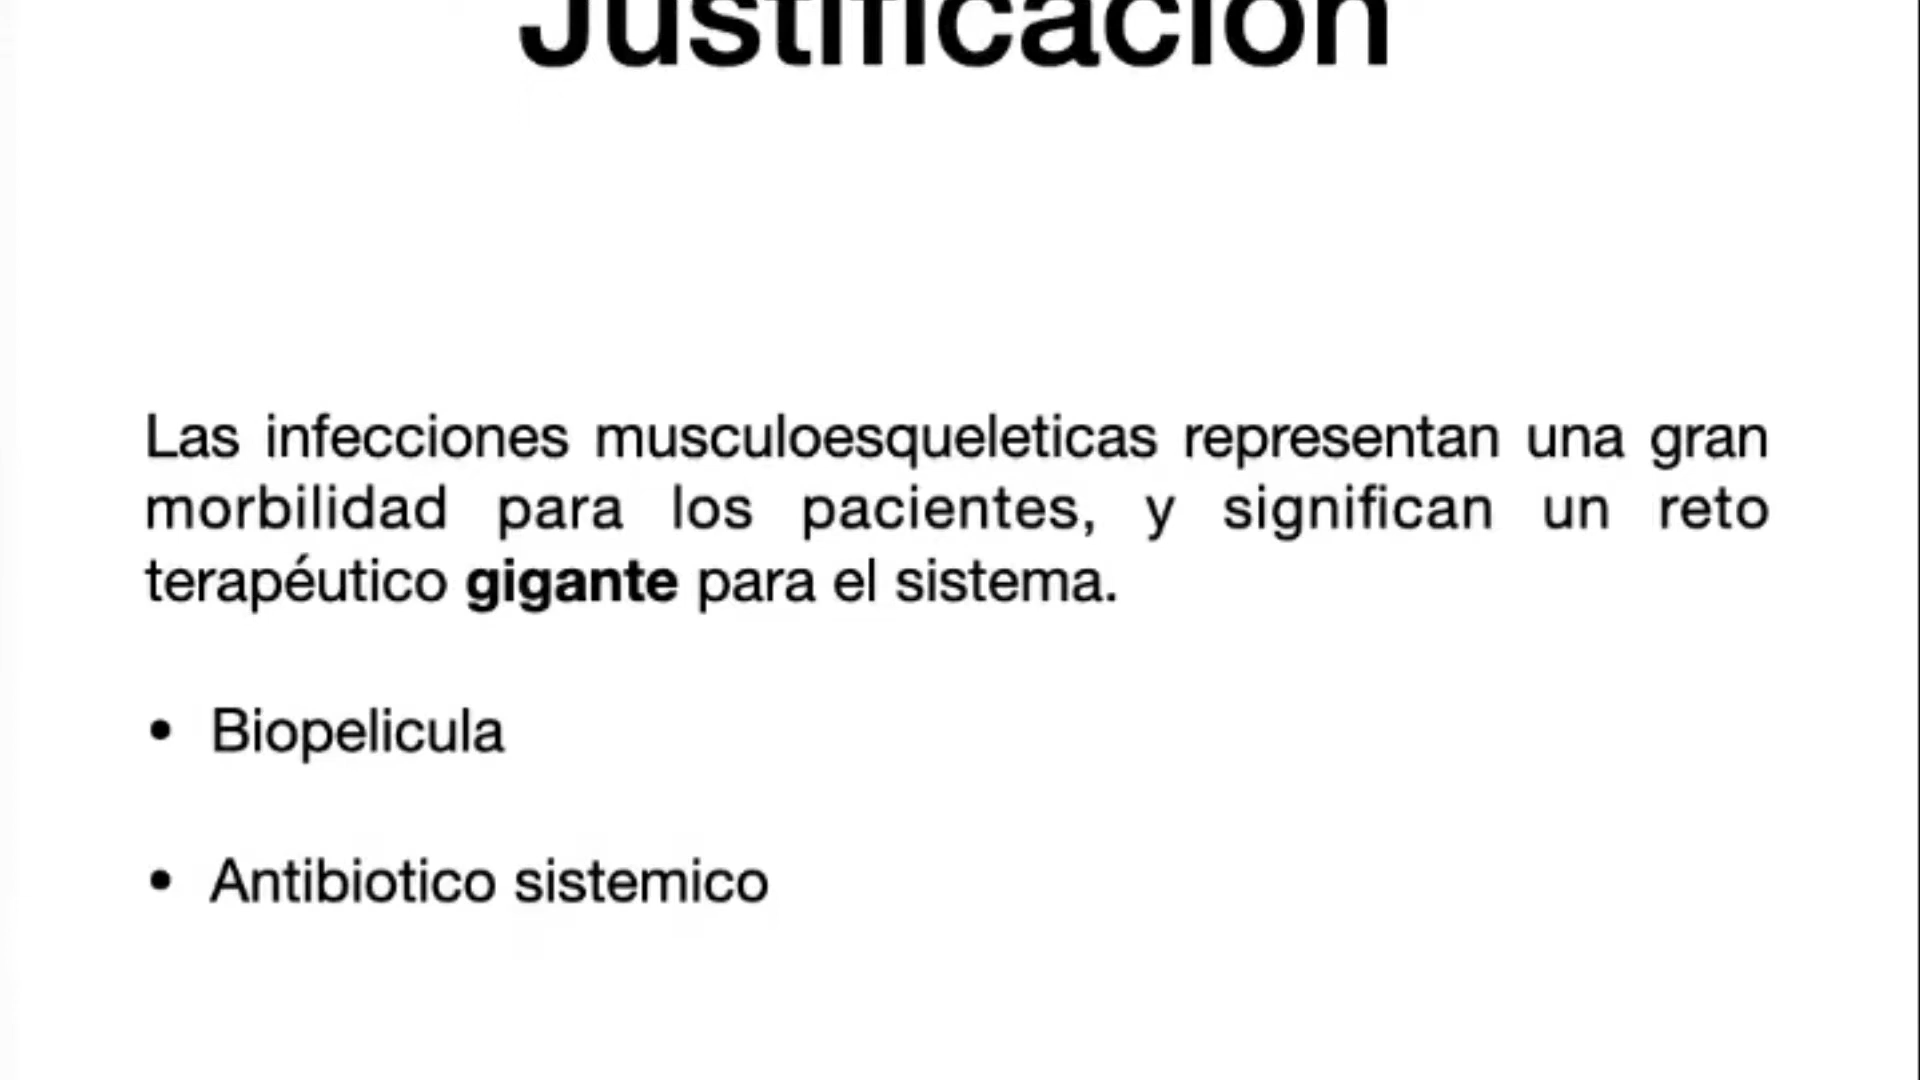 Justificación
Las infecciones musculoesqueleticas representan una gran
morbilidad para los pacientes, y significan un reto
terapéutico gigante para el sistema.
• Biopelicula
• Antibiotico sistemico